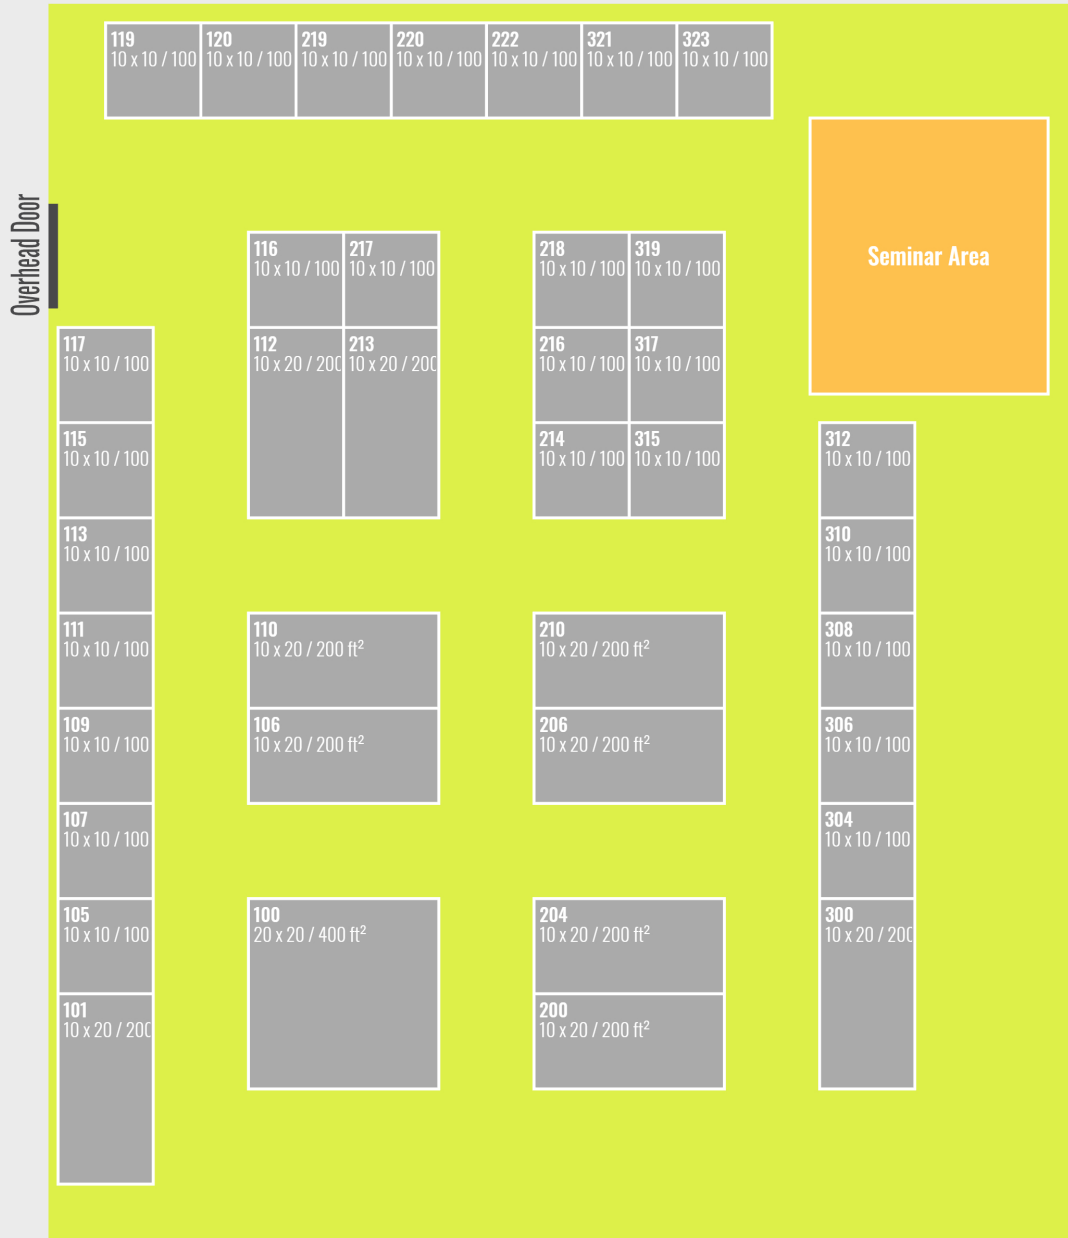 119
10 x 10 / 100
120
10 x 10 / 100
219
10 x 10 / 100
220
10 x 10 / 100
222
10 x 10 / 100
321
10 x 10 / 100
323
10 x 10 / 100
Overhead Door
Seminar Area
116
10 x 10 / 100
217
10 x 10 / 100
218
10 x 10 / 100
319
10 x 10 / 100
117
10 x 10 / 100
112
10 x 20 / 200
213
10 x 20 / 200
216
10 x 10 / 100
317
10 x 10 / 100
115
10 x 10 / 100
214
10 x 10 / 100
315
10 x 10 / 100
312
10 x 10 / 100
113
10 x 10 / 100
310
10 x 10 / 100
111
10 x 10 / 100
110
10 x 20 / 200 ft²
210
10 x 20 / 200 ft²
308
10 x 10 / 100
109
10 x 10 / 100
106
10 x 20 / 200 ft²
206
10 x 20 / 200 ft²
306
10 x 10 / 100
107
10 x 10 / 100
304
10 x 10 / 100
105
10 x 10 / 100
100
20 x 20 / 400 ft²
204
10 x 20 / 200 ft²
300
10 x 20 / 200
101
10 x 20 / 200
200
10 x 20 / 200 ft²